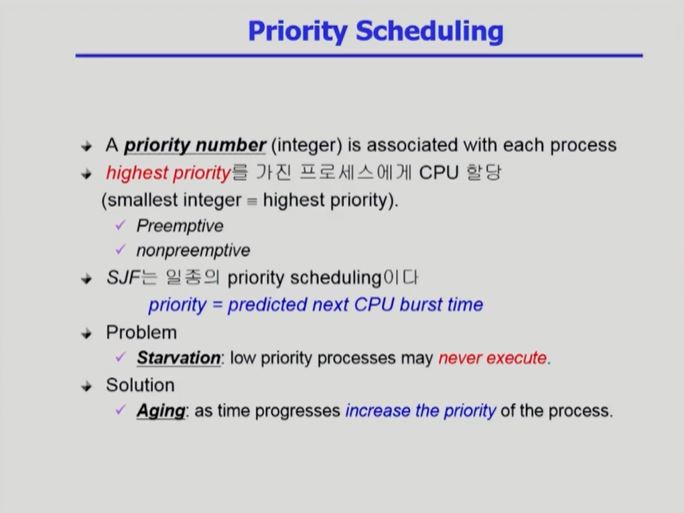 Priority Scheduling
A priority number (integer) is associated with each process
highest priority를 가진 프로세스에게 CPU 할당
(smallest integer ≡ highest priority).
Preemptive
nonpreemptive
SJF는 일종의 priority scheduling이다
priority = predicted next CPU burst time
Problem
Starvation: low priority processes may never execute.
Solution
Aging: as time progresses increase the priority of the process.